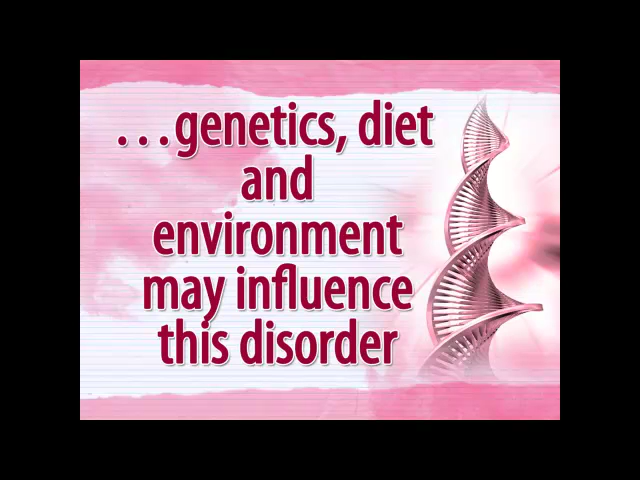 ...genetics, diet
and
environment
may influence
this disorder